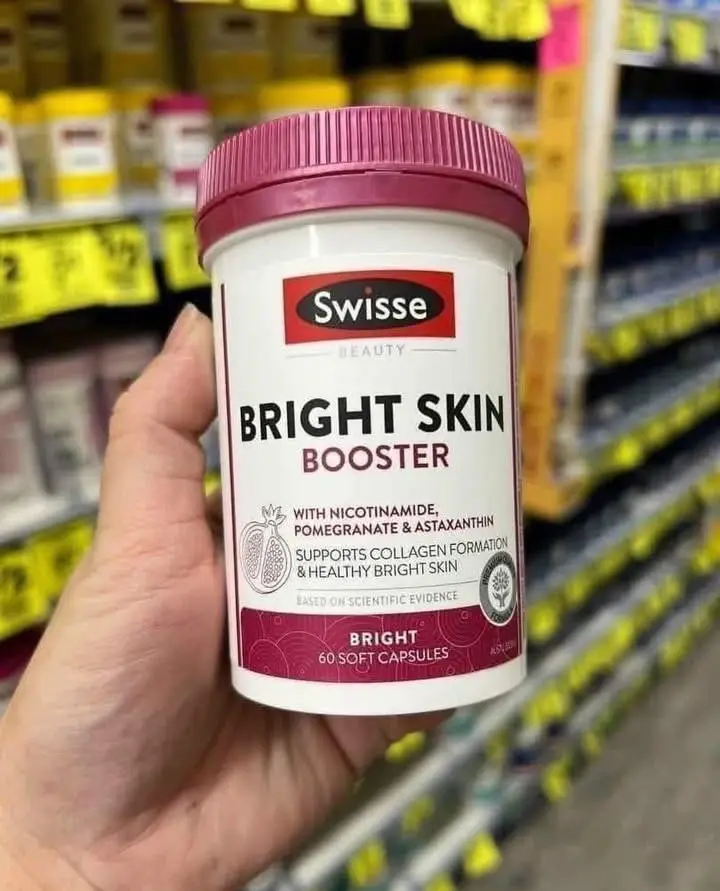 Swisse
BEAUTY
BRIGHT SKIN
BOOSTER
WITH NICOTINAMIDE,
POMEGRANATE & ASTAXANTHIN
SUPPORTS COLLAGEN FORMATION
& HEALTHY BRIGHT SKIN
BASED ON SCIENTIFIC EVIDENCE
BRIGHT
60 SOFT CAPSULES